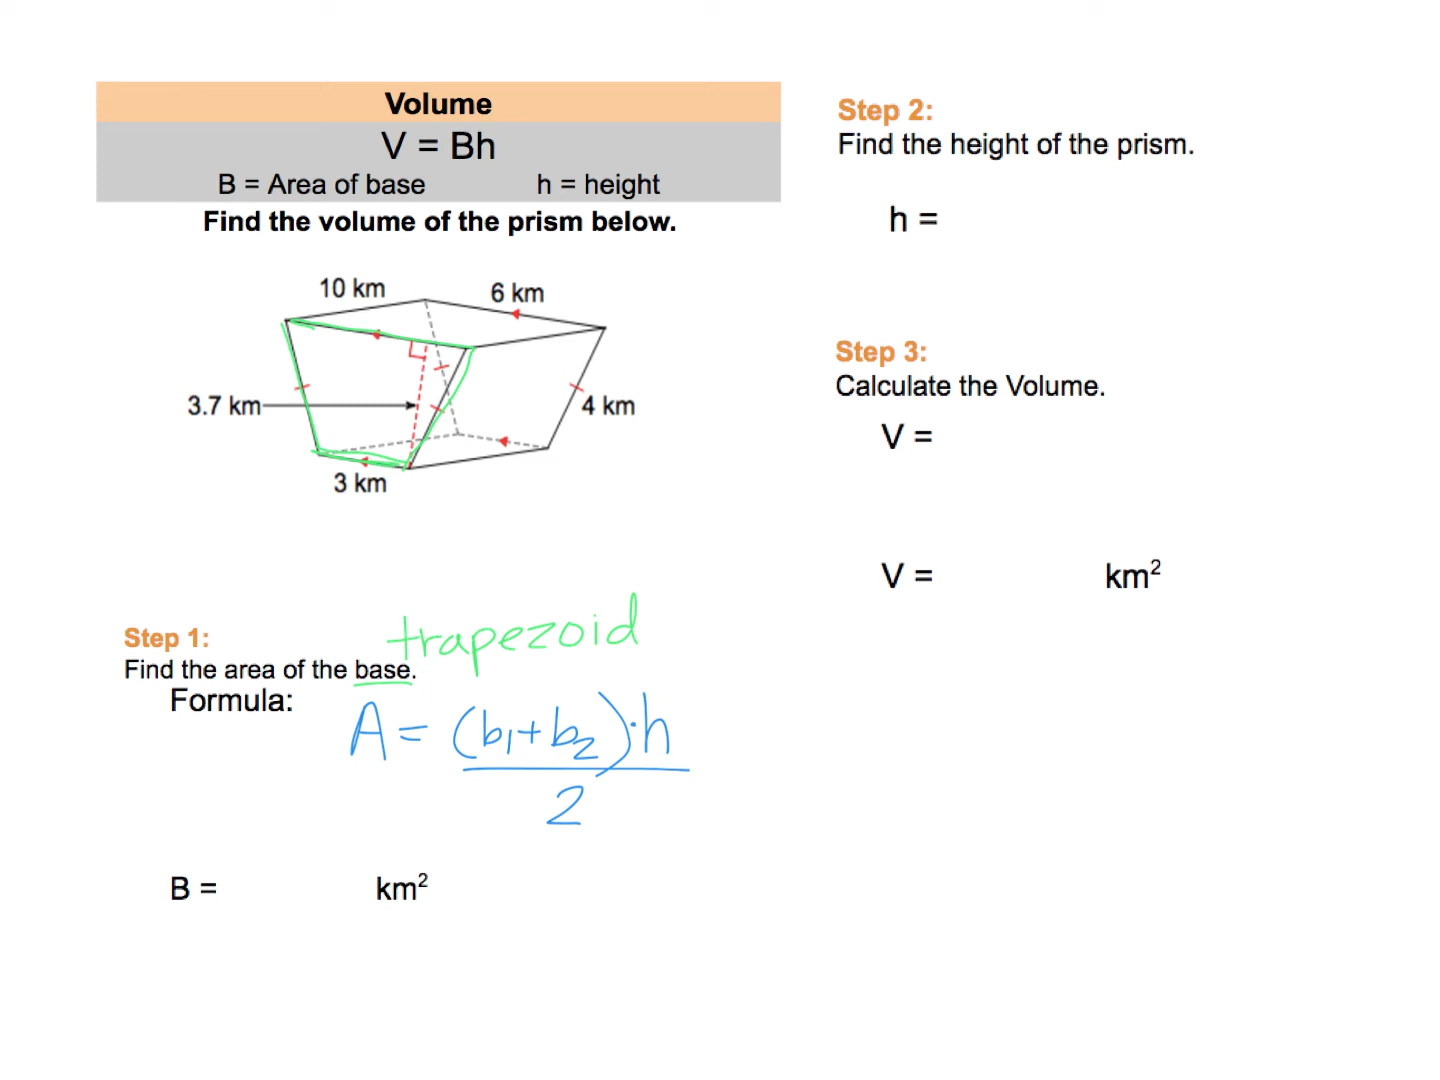 Volume
V = Bh
B = Area of base h = height
Find the volume of the prism below.
10 km
6 km
3.7 km
4 km
3 km
Step 1:
trapezoid
Find the area of the base.
Formula:
A = (b₁+b₂)·h
2
B = km²
Step 2:
Find the height of the prism.
h =
Step 3:
Calculate the Volume.
V =
V = km²